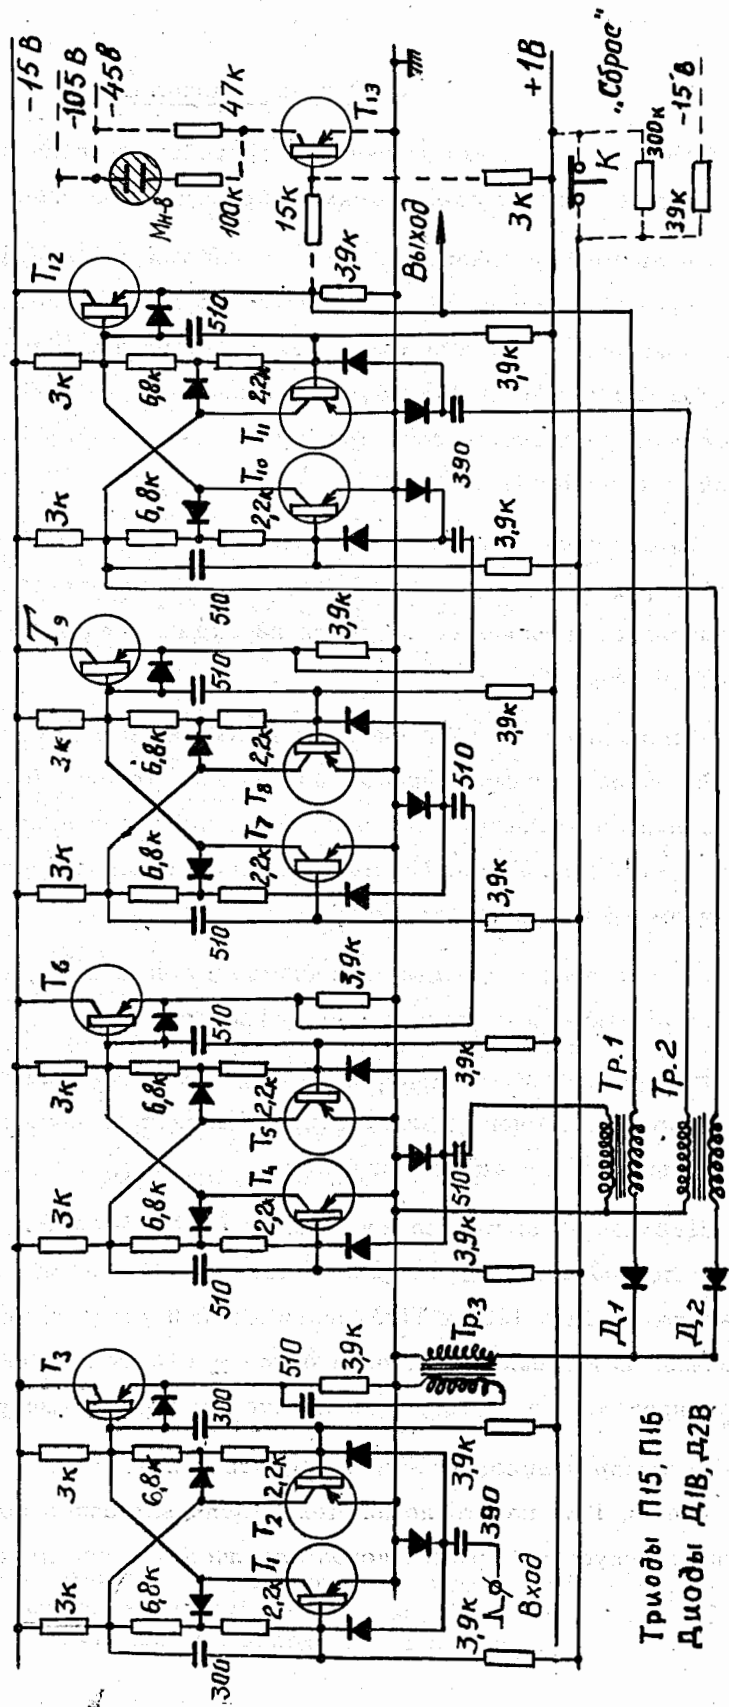 -15 В
-105В
-45В
Т3
Т6
Т9
Т12
3к
3к
3к
3к
3к
3к
3к
3к
6,8к
6,8к
6,8к
6,8к
6,8к
6,8к
6,8к
6,8к
Мн-8
300
300
510
510
510
510
510
510
100к
47к
2,2к
Т1
Т2
2,2к
2,2к
Т4
Т5
2,2к
22к
Т7
Т8
2,2к
2,2к
Т10
Т11
2,2к
510
15к
3,9к
3,9к
3,9к
3,9к
Т13
Выход
3,9к
3,9к
Тр.3
3,9к
3,9к
390
510
510
390
3,9к
3,9к
3,9к
3,9к
3к
Вход
+1В
„Сброс"
К
300к
39к
-15 В
Д1
Тр.1
Д2
Тр.2
Триоды П15, П16
Диоды Д1В, Д2В